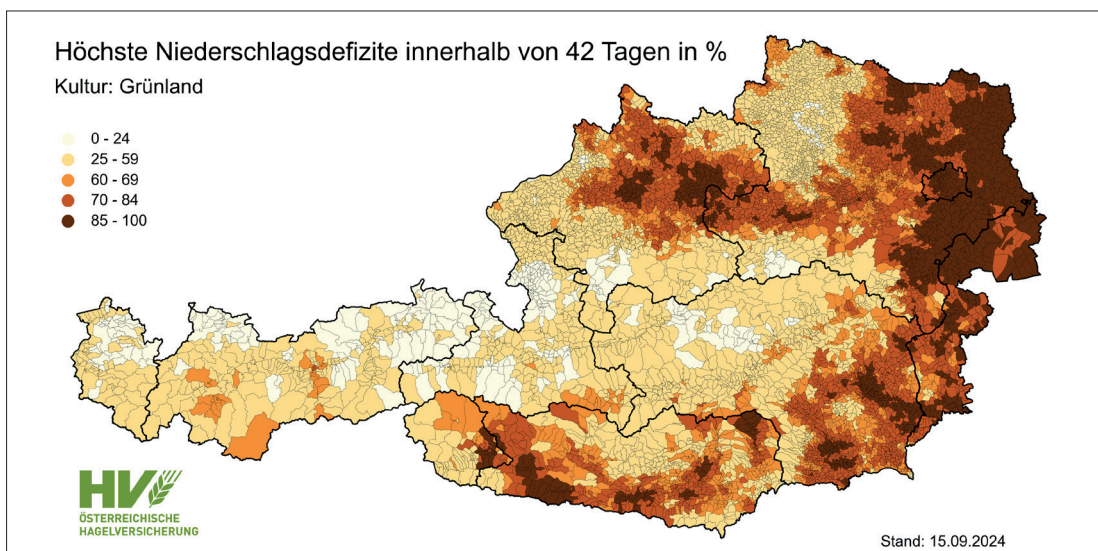 Höchste Niederschlagsdefizite innerhalb von 42 Tagen in %
Kultur: Grünland
0 - 24
25 - 59
60 - 69
70 - 84
85 - 100
HV
ÖSTERREICHISCHE
HAGELVERSICHERUNG
Stand: 15.09.2024